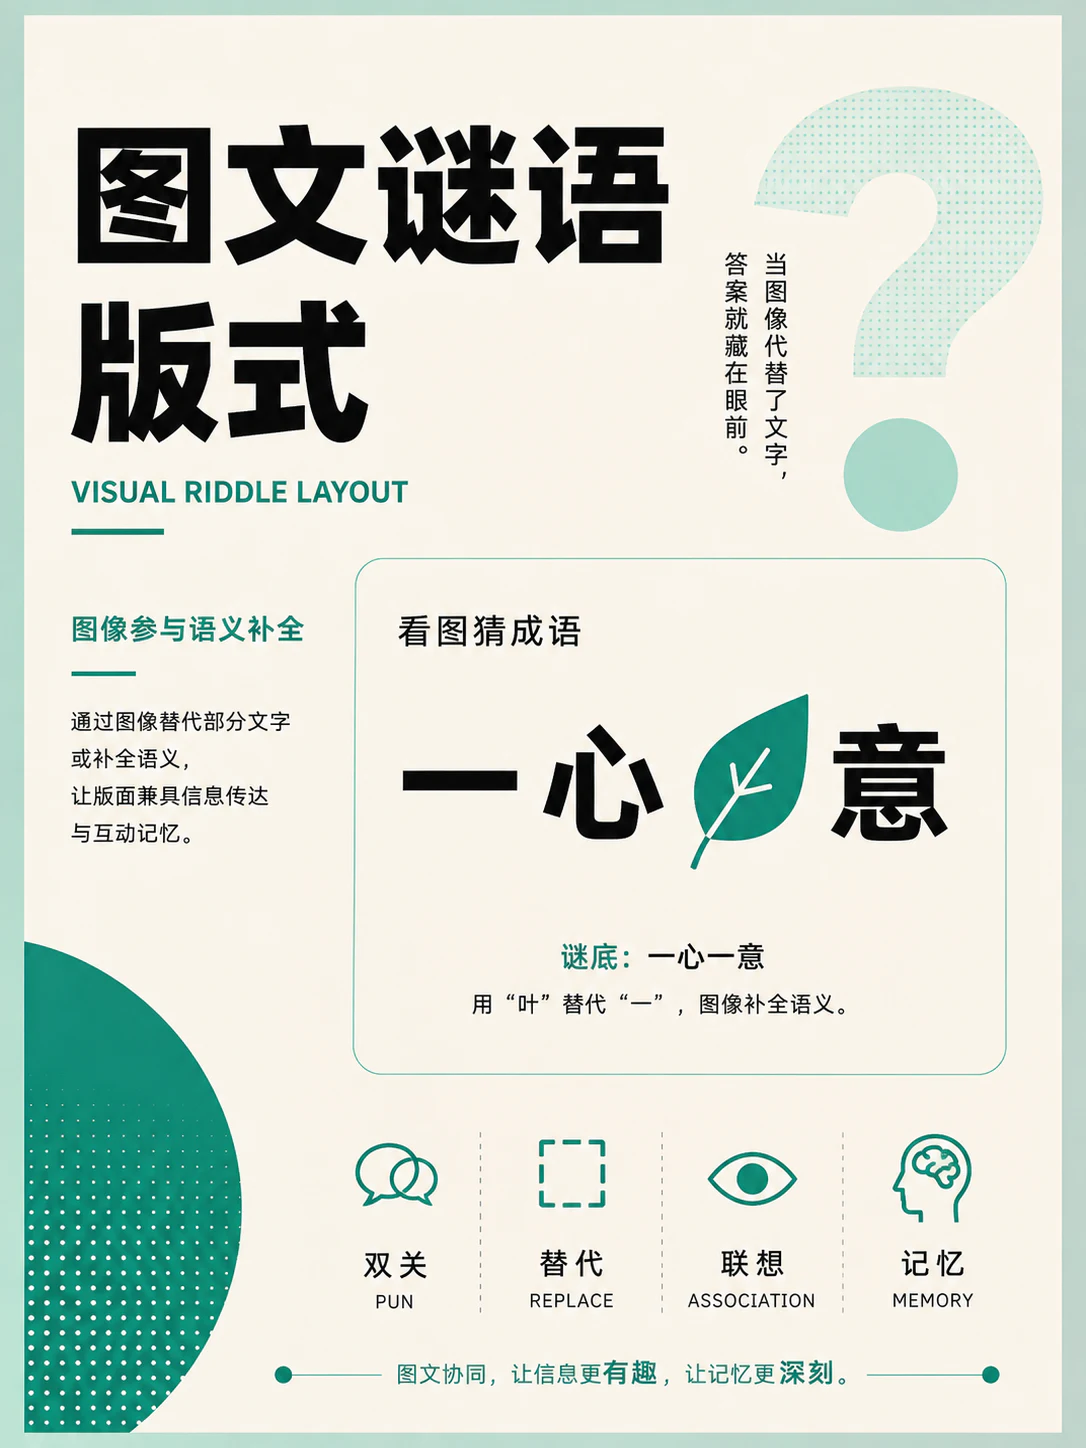 图文谜语
版式
VISUAL RIDDLE LAYOUT
当图像代替了文字，
答案就藏在眼前。
图像参与语义补全
通过图像替代部分文字
或补全语义，
让版面兼具信息传达
与互动记忆。
看图猜成语
一心 意
谜底：一心一意
用“叶”替代“一”，图像补全语义。
双关
PUN
替代
REPLACE
联想
ASSOCIATION
记忆
MEMORY
图文协同，让信息更有趣，让记忆更深刻。